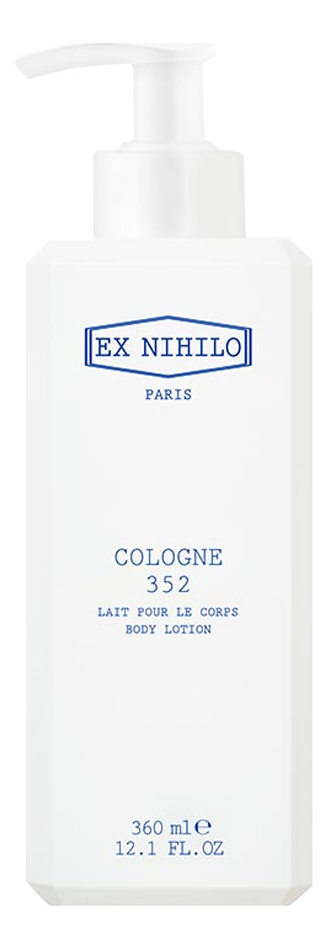 EX NIHILO
PARIS
COLOGNE
352
LAIT POUR LE CORPS
BODY LOTION
360 ml℮
12.1 FL.OZ